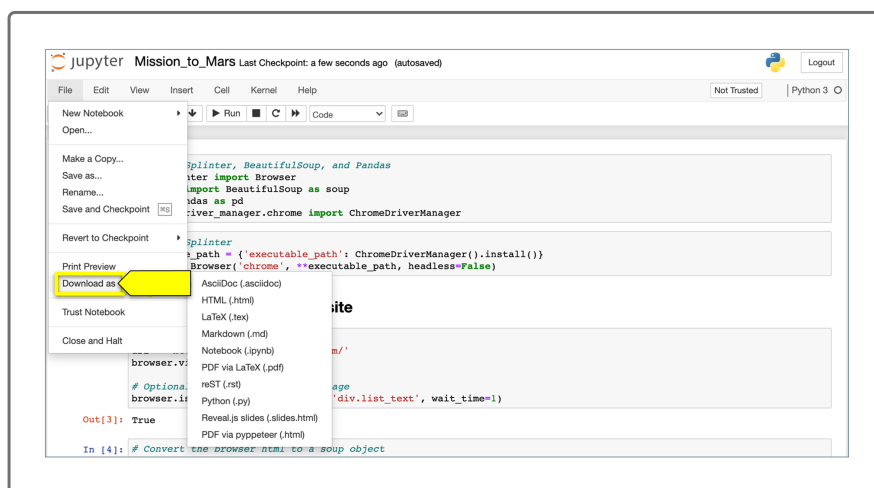 jupyter Mission_to_Mars Last Checkpoint: a few seconds ago (autosaved) Logout
File Edit View Insert Cell Kernel Help Not Trusted Python 3
Run Code
New Notebook
Open...
Make a Copy...
Save as...
Rename...
Save and Checkpoint ⌘S
Revert to Checkpoint
Print Preview
Download as
Trust Notebook
Close and Halt
AsciiDoc (.asciidoc)
HTML (.html)
LaTeX (.tex)
Markdown (.md)
Notebook (.ipynb)
PDF via LaTeX (.pdf)
reST (.rst)
Python (.py)
Reveal.js slides (.slides.html)
PDF via pyppeteer (.html)
Splinter, BeautifulSoup, and Pandas
nter import Browser
import BeautifulSoup as soup
ndas as pd
river_manager.chrome import ChromeDriverManager
Splinter
e_path = {'executable_path': ChromeDriverManager().install()}
Browser('chrome', **executable_path, headless=False)
site
m/'
browser.vi
# Optiona age
browser.is 'div.list_text', wait_time=1)
Out[3]: True
In [4]: # Convert the browser html to a soup object